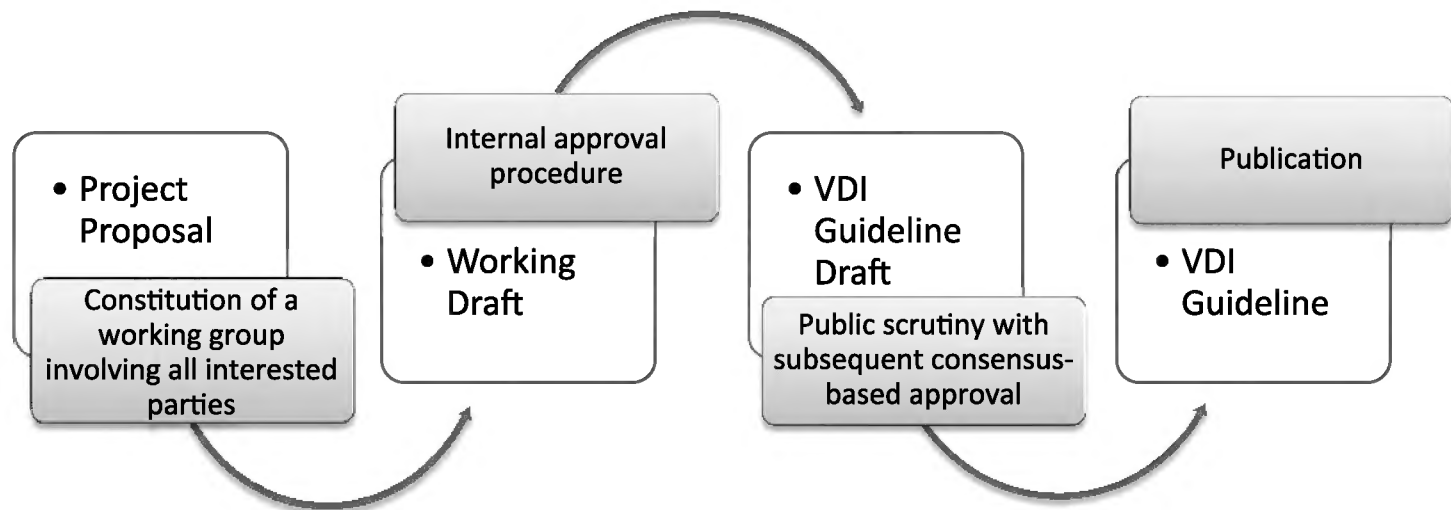 • Project
Proposal
Constitution of a
working group
involving all interested
parties
Internal approval
procedure
• Working
Draft
• VDI
Guideline
Draft
Public scrutiny with
subsequent consensus-
based approval
Publication
• VDI
Guideline